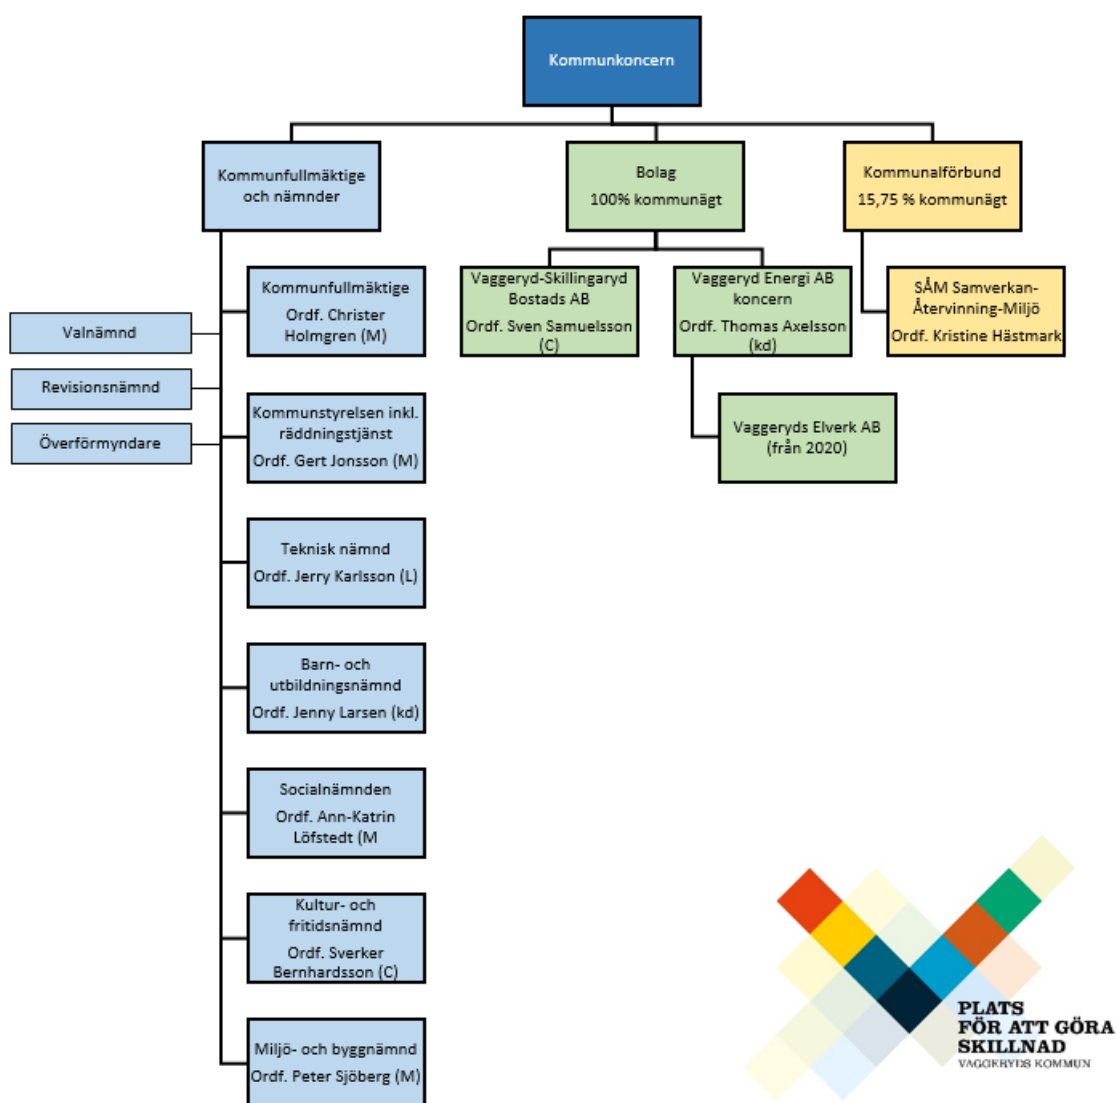 Kommunkoncern
Kommunfullmäktige
och nämnder
Bolag
100% kommunägt
Kommunalförbund
15,75 % kommunägt
Kommunfullmäktige
Ordf. Christer
Holmgren (M)
Vaggeryd-Skillingaryd
Bostads AB
Ordf. Sven Samuelsson
(C)
Vaggeryd Energi AB
koncern
Ordf. Thomas Axelsson
(kd)
SÅM Samverkan-
Återvinning-Miljö
Ordf. Kristine Hästmark
Valnämnd
Revisionsnämnd
Överförmyndare
Kommunstyrelsen inkl.
räddningstjänst
Ordf. Gert Jonsson (M)
Vaggeryds Elverk AB
(från 2020)
Teknisk nämnd
Ordf. Jerry Karlsson (L)
Barn- och
utbildningsnämnd
Ordf. Jenny Larsen (kd)
Socialnämnden
Ordf. Ann-Katrin
Löfstedt (M
Kultur- och
fritidsnämnd
Ordf. Sverker
Bernhardsson (C)
Miljö- och byggnämnd
Ordf. Peter Sjöberg (M)
PLATS
FÖR ATT GÖRA
SKILLNAD
VAGGERYDS KOMMUN